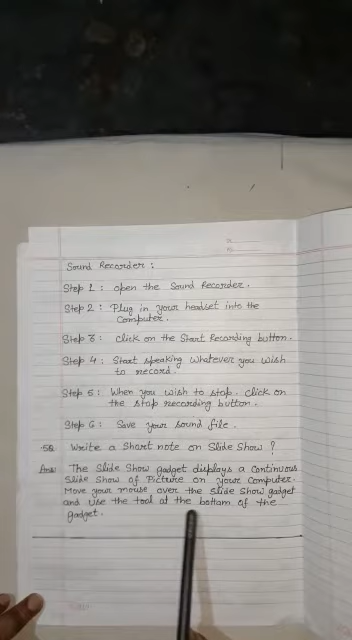 Sound Recorder :
Step 1 : open the Sound Recorder.
Step 2 : Plug in your headset into the
Computer.
Step 3 : click on the Start Recording button.
Step 4 : Start speaking whatever you wish
to record.
Step 5 : When you wish to stop. click on
the stop recording button.
Step 6 : Save your sound file.
5Q Write a Short note on Slide Show ?
Ans The Slide Show gadget displays a Continuous
Slide Show of Picture on your Computer.
Move your mouse over the slide show gadget
and use the tool at the bottam of the
gadget.